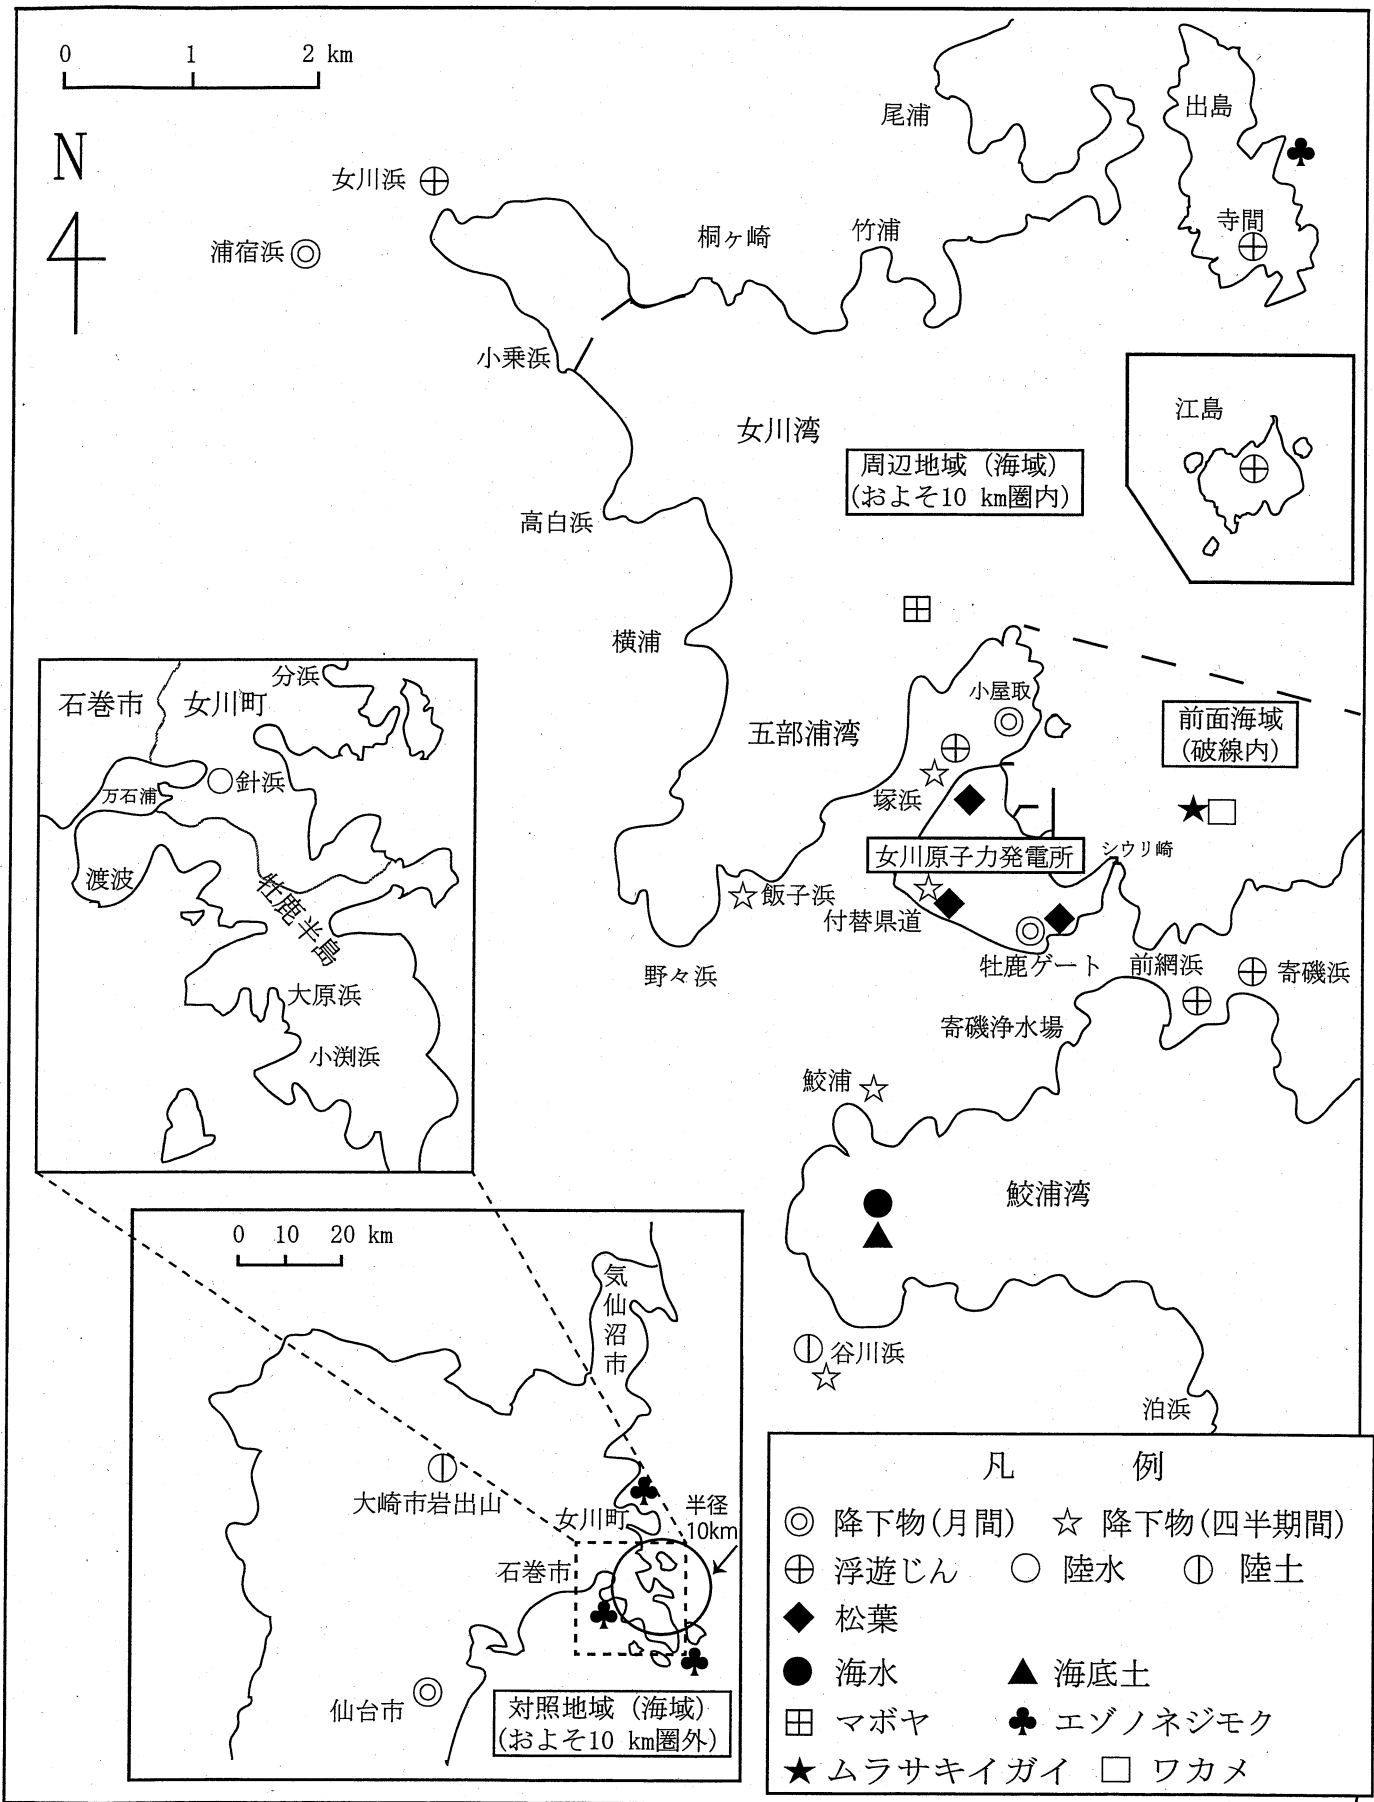 0 1 2 km
N
尾浦
出島
女川浜
浦宿浜
桐ヶ崎
竹浦
寺間
小乗浜
女川湾
江島
周辺地域（海域）
(およそ10 km圏内)
高白浜
横浦
小屋取
五部浦湾
前面海域
(破線内)
塚浜
女川原子力発電所
シウリ崎
飯子浜
付替県道
野々浜
牡鹿ゲート
前網浜
寄磯浜
寄磯浄水場
鮫浦
鮫浦湾
谷川浜
泊浜
石巻市
女川町
分浜
針浜
万石浦
渡波
牡鹿半島
大原浜
小渕浜
0 10 20 km
気仙沼市
大崎市岩出山
女川町
半径
10km
石巻市
仙台市
対照地域（海域）
(およそ10 km圏外)
凡 例
◎ 降下物(月間) ☆ 降下物(四半期間)
⊕ 浮遊じん ○ 陸水 ⦶ 陸土
◆ 松葉
● 海水 ▲ 海底土
⊞ マボヤ ♣ エゾノネジモク
★ ムラサキイガイ □ ワカメ